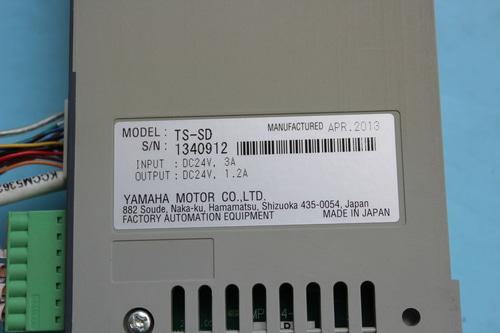 MODEL: TS-SD MANUFACTURED APR.2013
S/N: 1340912
INPUT : DC24V, 3A
OUTPUT : DC24V, 1.2A
YAMAHA MOTOR CO.,LTD.
882 Soude, Naka-ku, Hamamatsu, Shizuoka 435-0054, Japan
FACTORY AUTOMATION EQUIPMENT MADE IN JAPAN